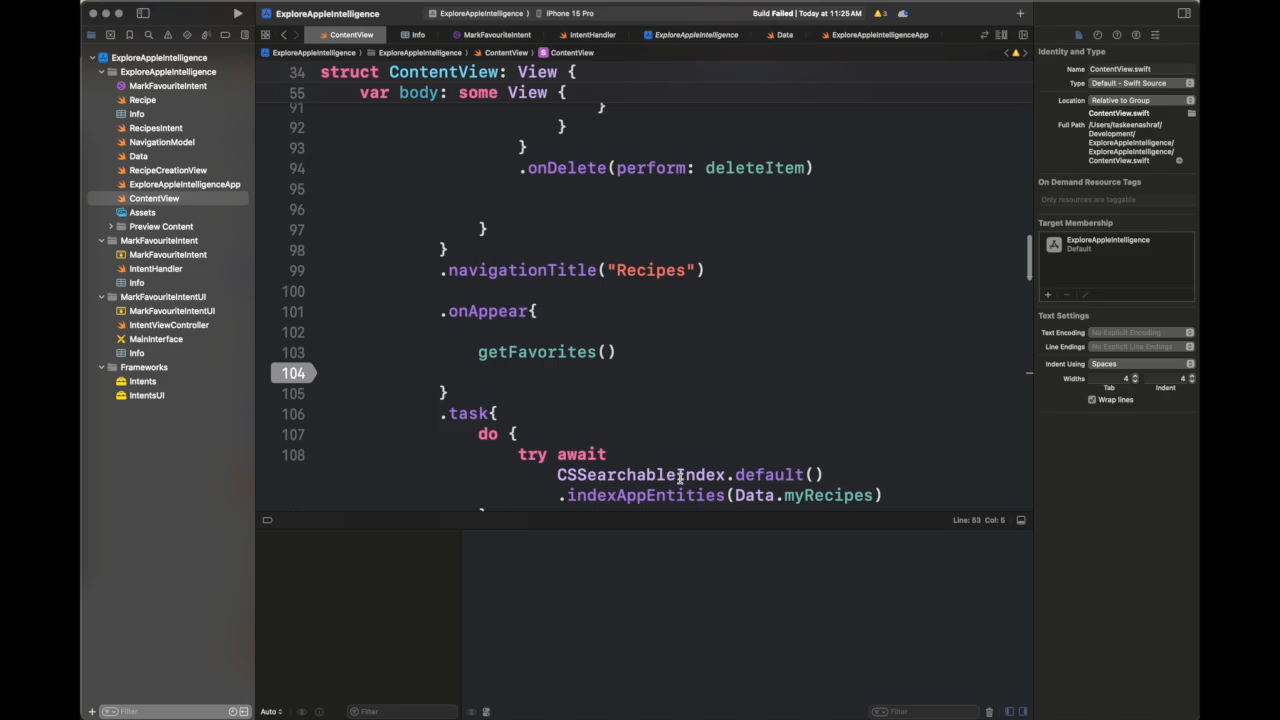 ExploreAppleIntelligence
ExploreAppleIntelligence › iPhone 15 Pro
Build Failed | Today at 11:25 AM
3
ContentView
Info
MarkFavouriteIntent
IntentHandler
ExploreAppleIntelligence
Data
ExploreAppleIntelligenceApp
ExploreAppleIntelligence › ExploreAppleIntelligence › ContentView › S ContentView
ExploreAppleIntelligence
ExploreAppleIntelligence
MarkFavouriteIntent
Recipe
Info
RecipesIntent
NavigationModel
Data
RecipeCreationView
ExploreAppleIntelligenceApp
ContentView
Assets
Preview Content
MarkFavouriteIntent
MarkFavouriteIntent
IntentHandler
Info
MarkFavouriteIntentUI
MarkFavouriteIntentUI
IntentViewController
MainInterface
Info
Frameworks
Intents
IntentsUI
Filter
34 struct ContentView: View {
55 var body: some View {
91 }
92 }
93 }
94 .onDelete(perform: deleteItem)
95
96
97 }
98 }
99 .navigationTitle("Recipes")
100
101 .onAppear{
102
103 getFavorites()
104
105 }
106 .task{
107 do {
108 try await
CSSearchableIndex.default()
.indexAppEntities(Data.myRecipes)
Line: 53 Col: 5
Auto
Filter
Filter
Identity and Type
Name ContentView.swift
Type Default - Swift Source
Location Relative to Group
ContentView.swift
Full Path /Users/taskeenashraf/
Development/
ExploreAppleIntelligence/
ExploreAppleIntelligence/
ContentView.swift
On Demand Resource Tags
Only resources are taggable
Target Membership
ExploreAppleIntelligence
Default
Text Settings
Text Encoding No Explicit Encoding
Line Endings No Explicit Line Endings
Indent Using Spaces
Widths 4 4
Tab Indent
Wrap lines